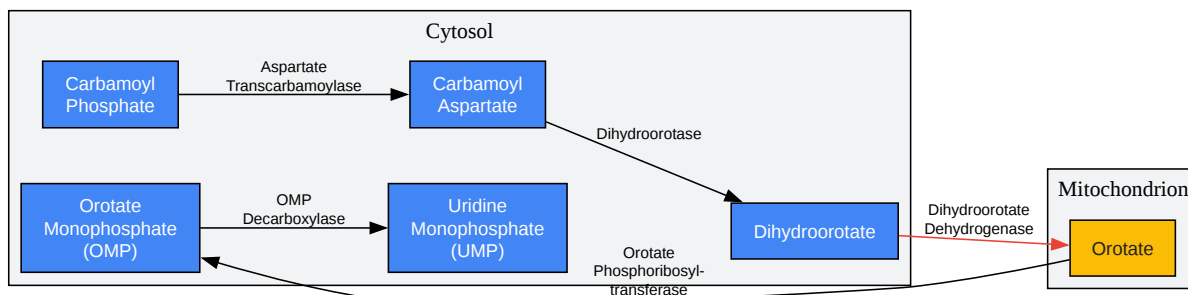 Cytosol
Carbamoyl
Phosphate
Aspartate
Transcarbamoylase
Carbamoyl
Aspartate
Dihydroorotase
Orotate
Monophosphate
(OMP)
OMP
Decarboxylase
Uridine
Monophosphate
(UMP)
Dihydroorotate
Dihydroorotate
Dehydrogenase
Mitochondrion
Orotate
Orotate
Phosphoribosyl-
transferase